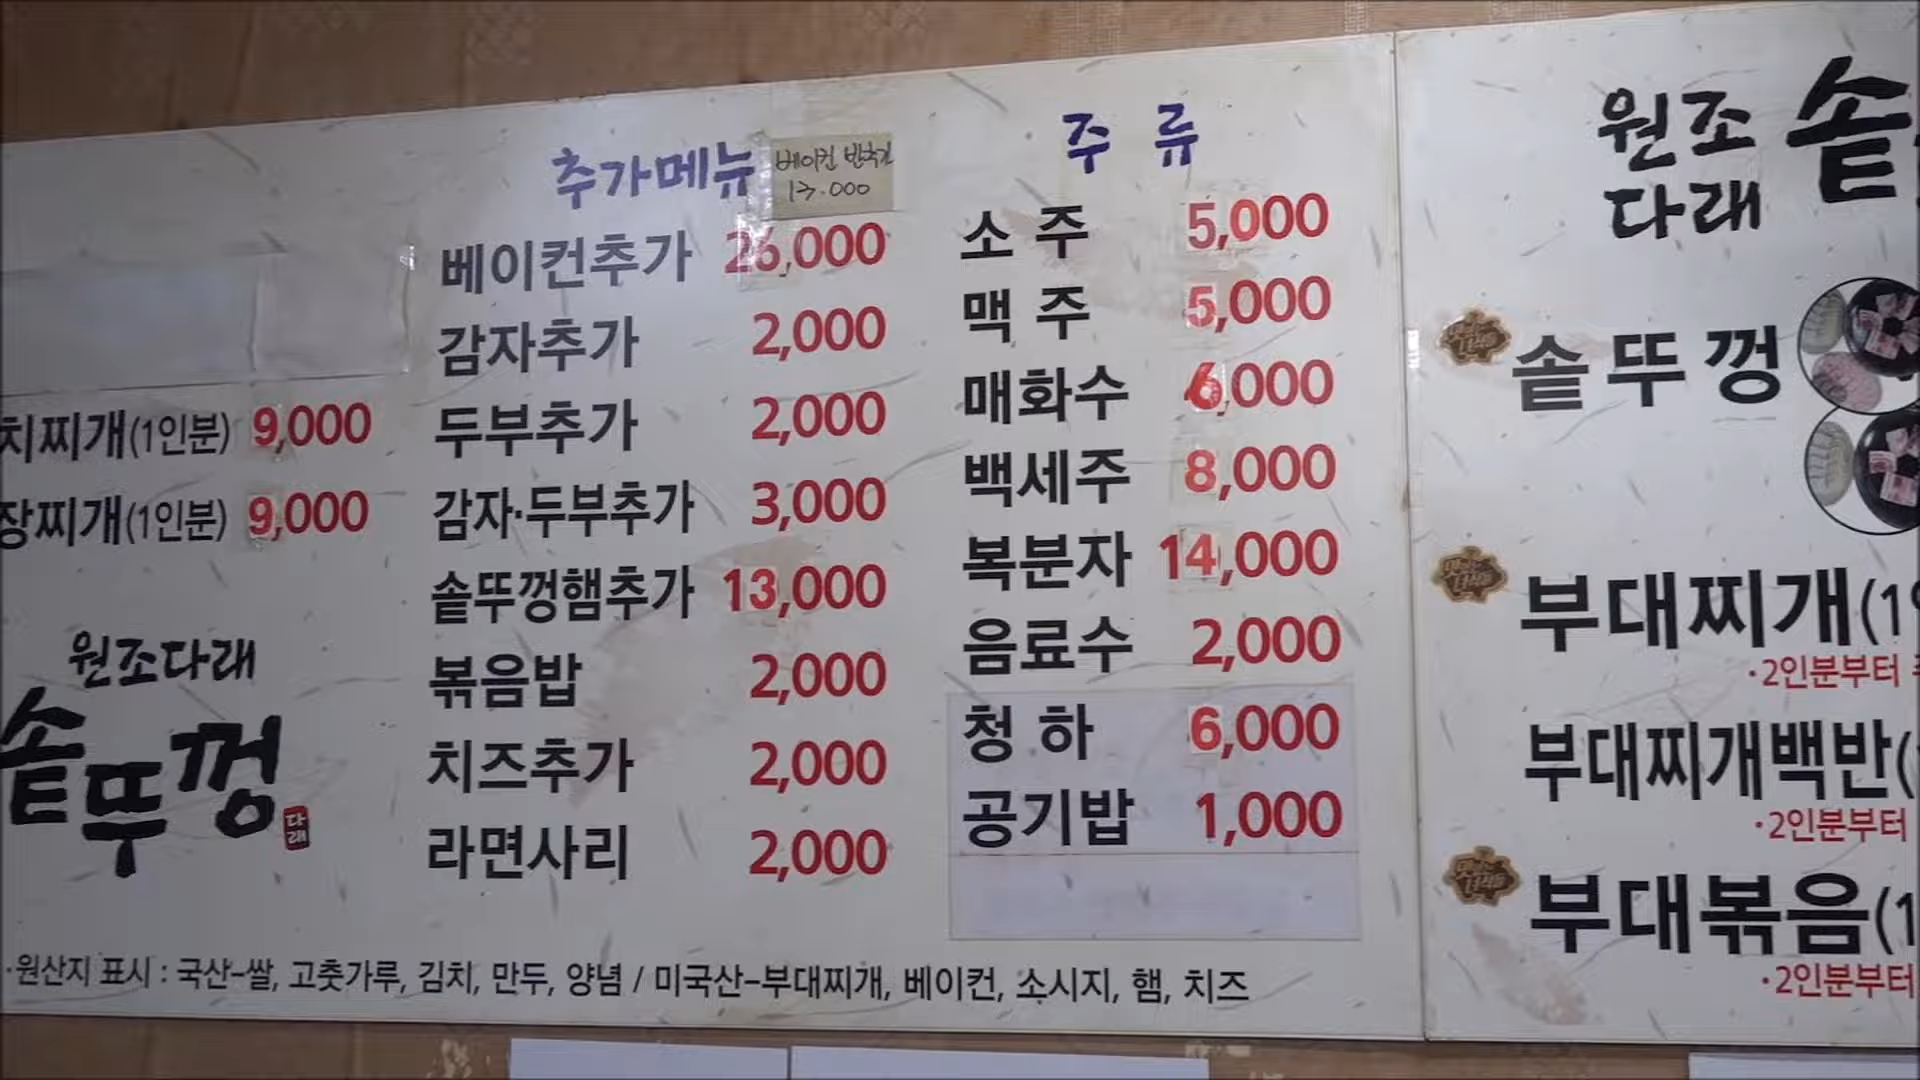 치찌개(1인분) 9,000
장찌개(1인분) 9,000
원조다래
솥뚜껑
다래
추가메뉴
베이컨 반추가
13.000
베이컨추가 26,000
감자추가 2,000
두부추가 2,000
감자·두부추가 3,000
솥뚜껑햄추가 13,000
볶음밥 2,000
치즈추가 2,000
라면사리 2,000
주 류
소 주 5,000
맥 주 5,000
매화수 6,000
백세주 8,000
복분자 14,000
음료수 2,000
청 하 6,000
공기밥 1,000
·원산지 표시 : 국산-쌀, 고춧가루, 김치, 만두, 양념 / 미국산-부대찌개, 베이컨, 소시지, 햄, 치즈
원조 솥
다래
솥뚜껑
부대찌개(1인
·2인분부터
부대찌개백반(
·2인분부터
부대볶음(1
·2인분부터